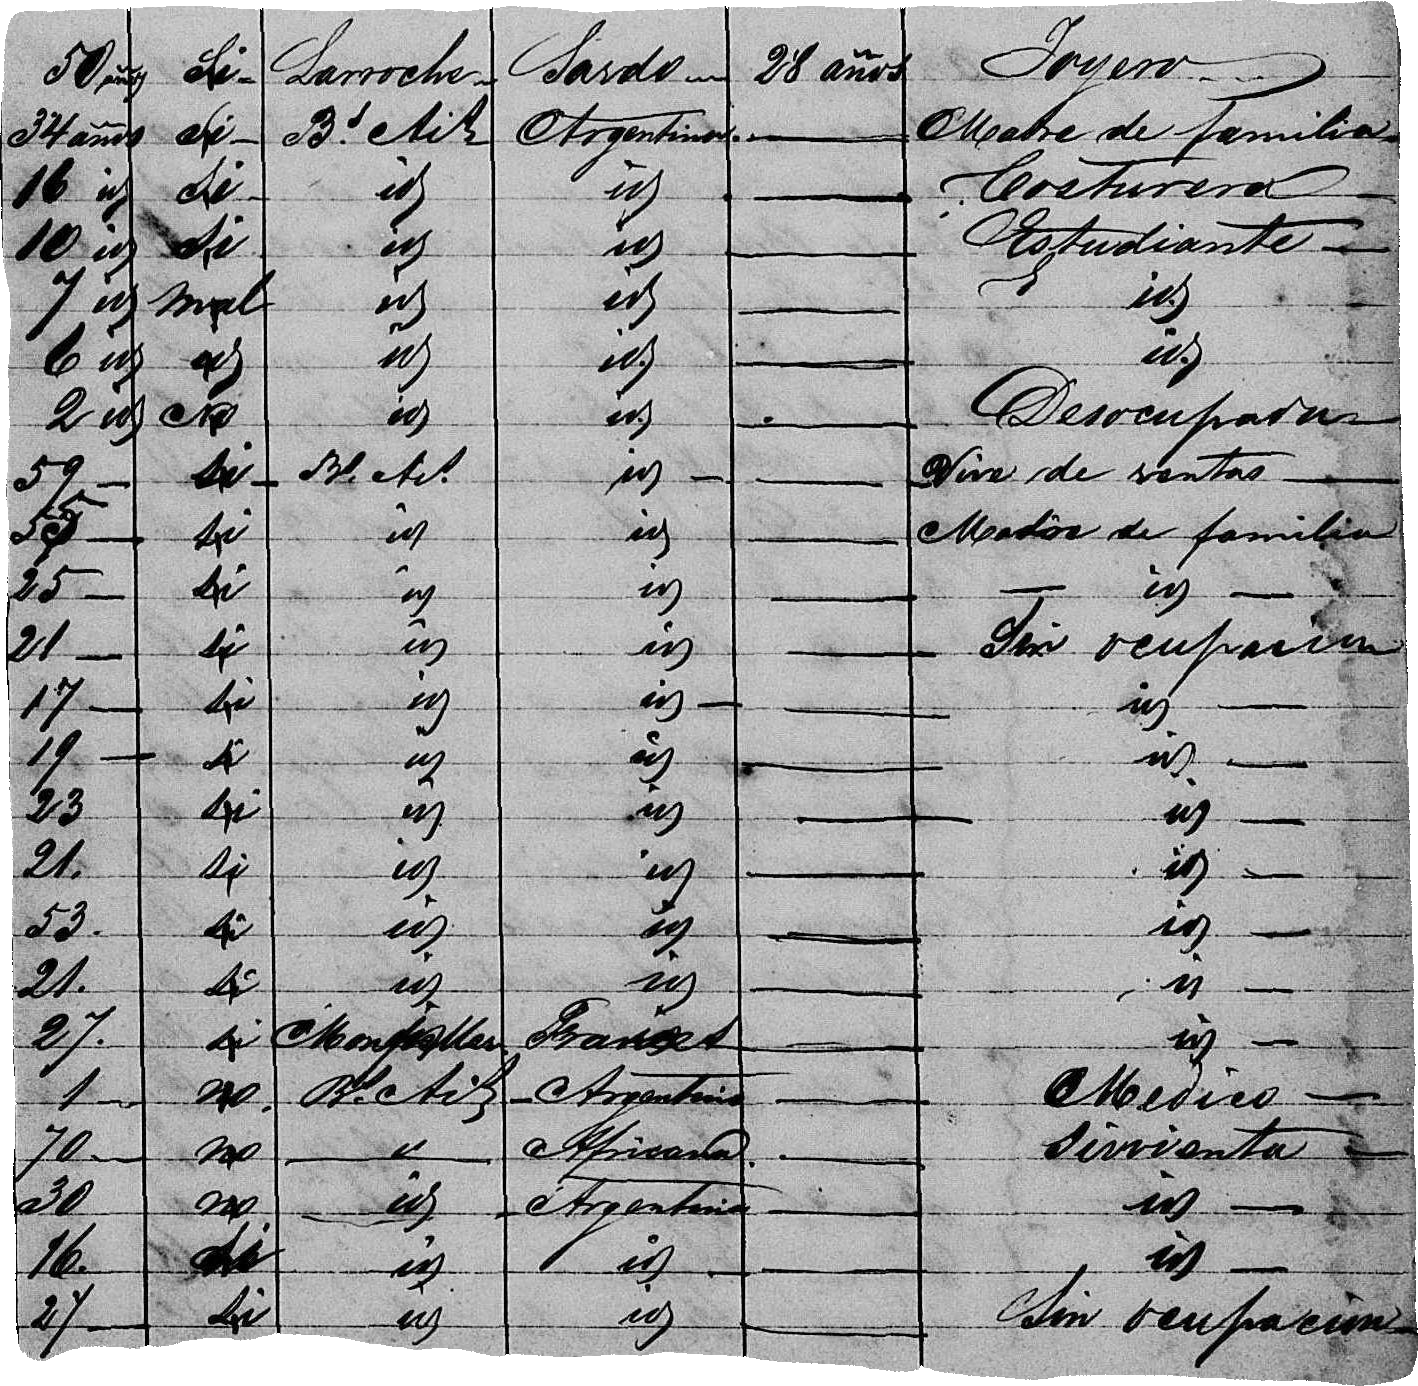 50 años Si Larroche Sardo 28 años Joyero
34 años Si Bs. Ais Argentina Madre de familia
16 id Si id id Costurera
10 id Si id id Estudiante
7 id mal id id id
6 id id id id id
2 id No id id Desocupada
59 si Bs. As. id Vive de rentas
55 si id id Madre de familia
25 si id id id
21 si id id Sin ocupacion
17 si id id id
19 si id id id
23 si id id id
21. si id id id
53. si id id id
21. si id id id
27. si Frances id
1 no. Bs. Ais Argentino Medico
70 no " Africana. Sirvienta
30 no id Argentina id
16. Si id id id
27 si id id Sin ocupacion